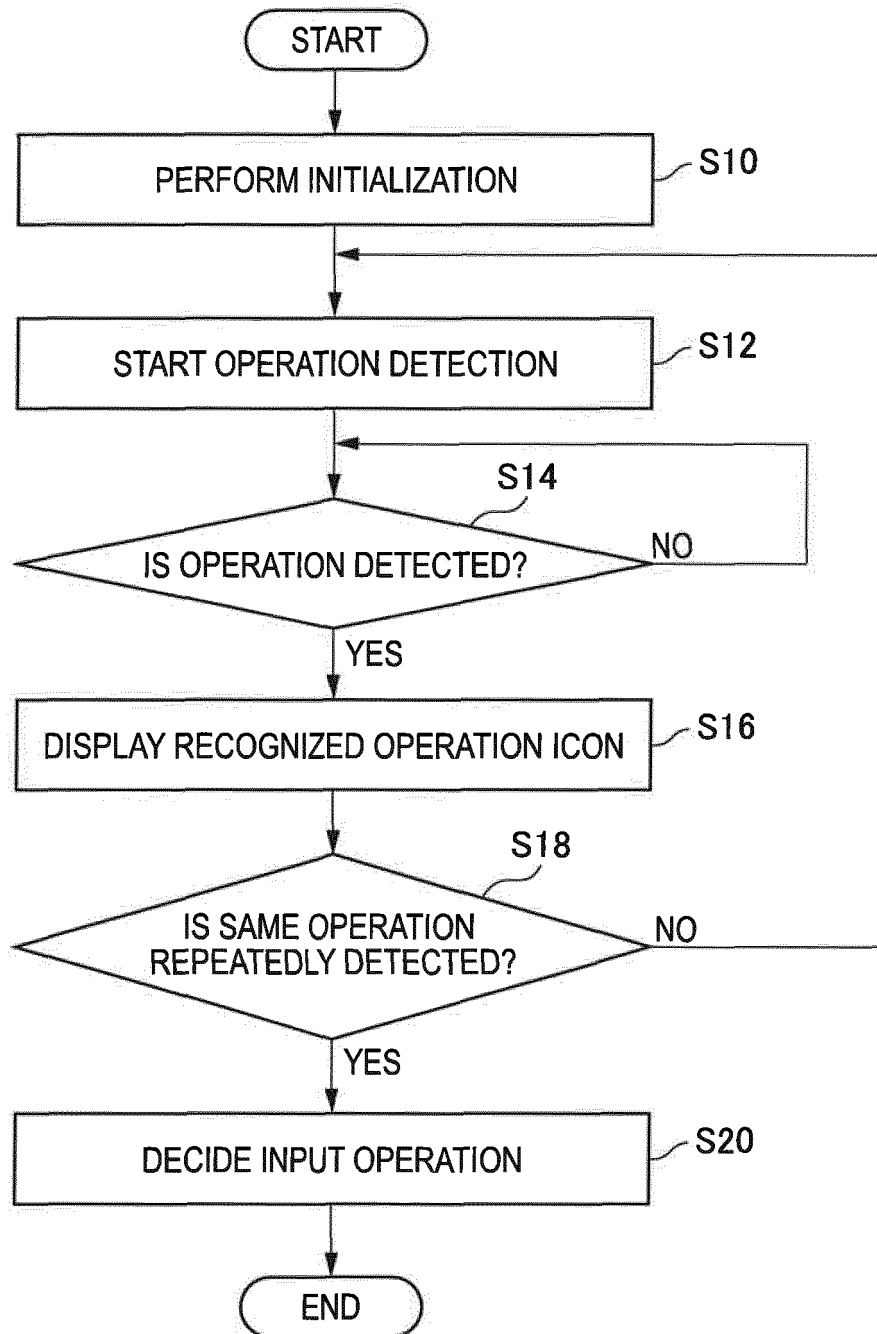 START
PERFORM INITIALIZATION
S10
START OPERATION DETECTION
S12
S14
IS OPERATION DETECTED?
NO
YES
DISPLAY RECOGNIZED OPERATION ICON
S16
S18
IS SAME OPERATION
REPEATEDLY DETECTED?
NO
YES
DECIDE INPUT OPERATION
S20
END